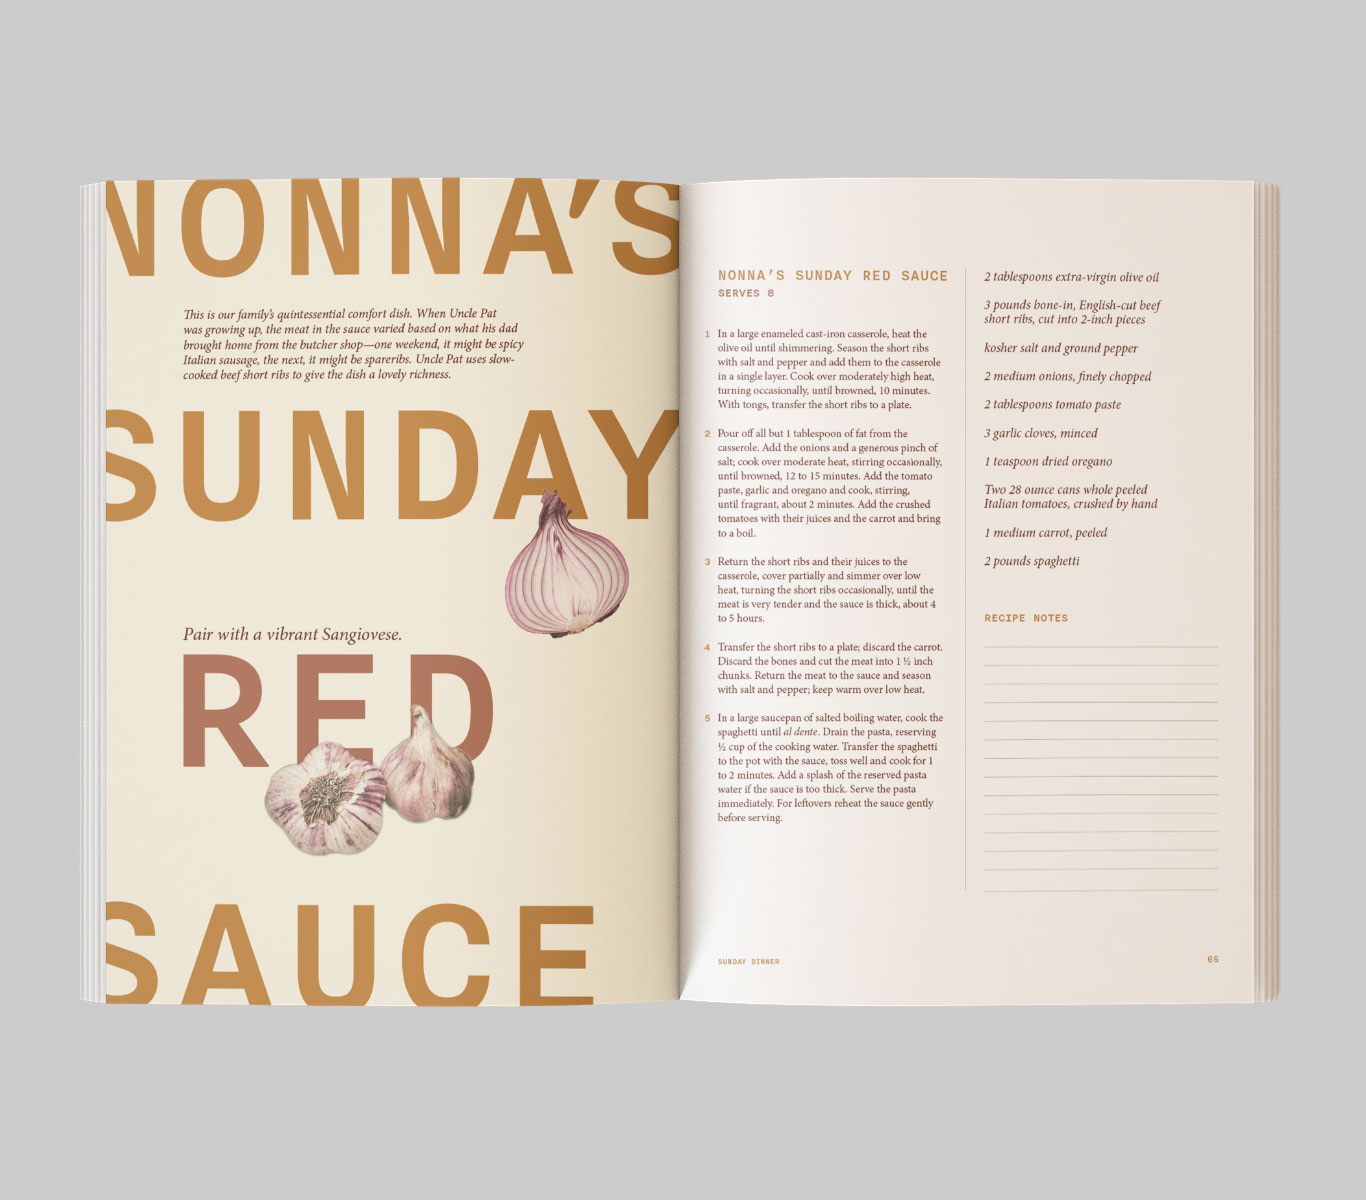 NONNA'S
This is our family's quintessential comfort dish. When Uncle Pat
was growing up, the meat in the sauce varied based on what his dad
brought home from the butcher shop—one weekend, it might be spicy
Italian sausage, the next, it might be spareribs. Uncle Pat uses slow-
cooked beef short ribs to give the dish a lovely richness.
SUNDAY
Pair with a vibrant Sangiovese.
RED
SAUCE
NONNA'S SUNDAY RED SAUCE
SERVES 8
1 In a large enameled cast-iron casserole, heat the
olive oil until shimmering. Season the short ribs
with salt and pepper and add them to the casserole
in a single layer. Cook over moderately high heat,
turning occasionally, until browned, 10 minutes.
With tongs, transfer the short ribs to a plate.
2 Pour off all but 1 tablespoon of fat from the
casserole. Add the onions and a generous pinch of
salt; cook over moderate heat, stirring occasionally,
until browned, 12 to 15 minutes. Add the tomato
paste, garlic and oregano and cook, stirring,
until fragrant, about 2 minutes. Add the crushed
tomatoes with their juices and the carrot and bring
to a boil.
3 Return the short ribs and their juices to the
casserole, cover partially and simmer over low
heat, turning the short ribs occasionally, until the
meat is very tender and the sauce is thick, about 4
to 5 hours.
4 Transfer the short ribs to a plate; discard the carrot.
Discard the bones and cut the meat into 1 ½ inch
chunks. Return the meat to the sauce and season
with salt and pepper; keep warm over low heat.
5 In a large saucepan of salted boiling water, cook the
spaghetti until al dente. Drain the pasta, reserving
½ cup of the cooking water. Transfer the spaghetti
to the pot with the sauce, toss well and cook for 1
to 2 minutes. Add a splash of the reserved pasta
water if the sauce is too thick. Serve the pasta
immediately. For leftovers reheat the sauce gently
before serving.
2 tablespoons extra-virgin olive oil
3 pounds bone-in, English-cut beef
short ribs, cut into 2-inch pieces
kosher salt and ground pepper
2 medium onions, finely chopped
2 tablespoons tomato paste
3 garlic cloves, minced
1 teaspoon dried oregano
Two 28 ounce cans whole peeled
Italian tomatoes, crushed by hand
1 medium carrot, peeled
2 pounds spaghetti
RECIPE NOTES
SUNDAY DINNER
65